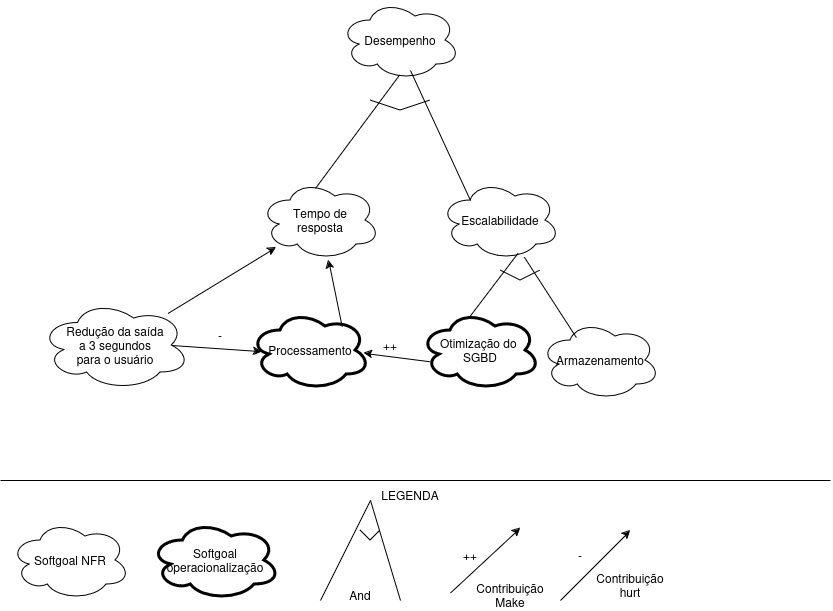 Desempenho
Tempo de
resposta
Escalabilidade
Redução da saída
a 3 segundos
para o usuário
-
Processamento
++
Otimização do
SGBD
Armazenamento
LEGENDA
Softgoal NFR
Softgoal
operacionalização
And
++
Contribuição
Make
-
Contribuição
hurt